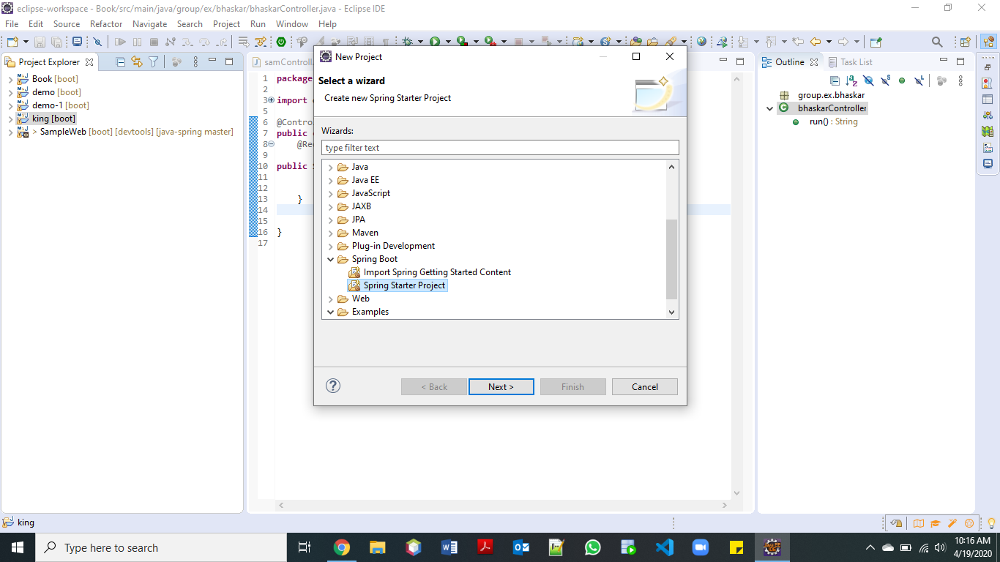 eclipse-workspace - Book/src/main/java/group/ex/bhaskar/bhaskarController.java - Eclipse IDE
File Edit Source Refactor Navigate Search Project Run Window Help
Project Explorer
Book [boot]
demo [boot]
demo-1 [boot]
king [boot]
> SampleWeb [boot] [devtools] [java-spring master]
samControll
1 package
2
3 import
5
6 @Contro
7 public
8 @Re
9
10 public
11
12
13 }
14
15
16 }
17
New Project
Select a wizard
Create new Spring Starter Project
Wizards:
type filter text
Java
Java EE
JavaScript
JAXB
JPA
Maven
Plug-in Development
Spring Boot
Import Spring Getting Started Content
Spring Starter Project
Web
Examples
? < Back Next > Finish Cancel
Outline Task List
group.ex.bhaskar
bhaskarController
run() : String
king
Type here to search
10:16 AM
4/19/2020